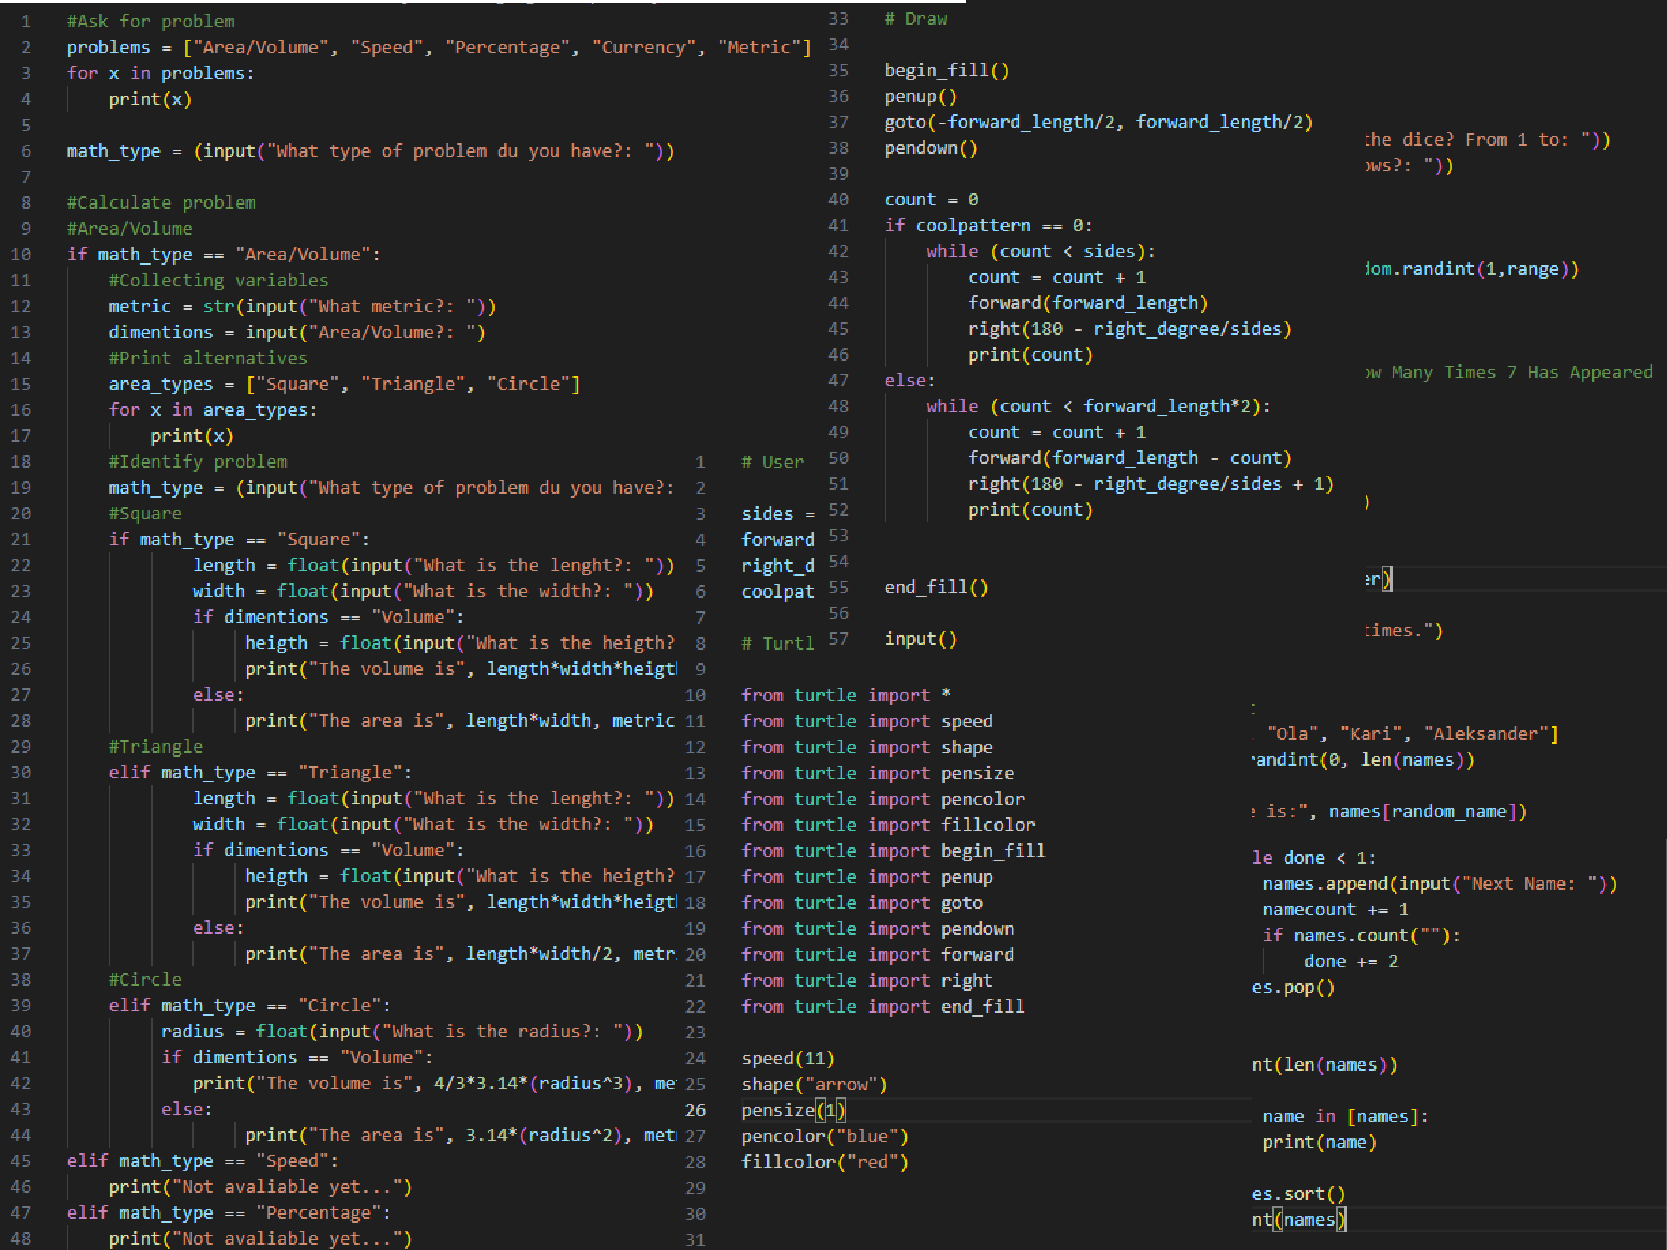 1 #Ask for problem
2 problems = ["Area/Volume", "Speed", "Percentage", "Currency", "Metric"]
3 for x in problems:
4 print(x)
5
6 math_type = (input("What type of problem du you have?: "))
7
8 #Calculate problem
9 #Area/Volume
10 if math_type == "Area/Volume":
11 #Collecting variables
12 metric = str(input("What metric?: "))
13 dimentions = input("Area/Volume?: ")
14 #Print alternatives
15 area_types = ["Square", "Triangle", "Circle"]
16 for x in area_types:
17 print(x)
18 #Identify problem
19 math_type = (input("What type of problem du you have?:
20 #Square
21 if math_type == "Square":
22 length = float(input("What is the lenght?: "))
23 width = float(input("What is the width?: "))
24 if dimentions == "Volume":
25 heigth = float(input("What is the heigth?
26 print("The volume is", length*width*heigth
27 else:
28 print("The area is", length*width, metric
29 #Triangle
30 elif math_type == "Triangle":
31 length = float(input("What is the lenght?: "))
32 width = float(input("What is the width?: "))
33 if dimentions == "Volume":
34 heigth = float(input("What is the heigth?
35 print("The volume is", length*width*heigth
36 else:
37 print("The area is", length*width/2, metr
38 #Circle
39 elif math_type == "Circle":
40 radius = float(input("What is the radius?: "))
41 if dimentions == "Volume":
42 print("The volume is", 4/3*3.14*(radius^3), me
43 else:
44 print("The area is", 3.14*(radius^2), met
45 elif math_type == "Speed":
46 print("Not avaliable yet...")
47 elif math_type == "Percentage":
48 print("Not avaliable yet...")
1 # User
2
3 sides =
4 forward
5 right_d
6 coolpat
7
8 # Turtl
9
10 from turtle import *
11 from turtle import speed
12 from turtle import shape
13 from turtle import pensize
14 from turtle import pencolor
15 from turtle import fillcolor
16 from turtle import begin_fill
17 from turtle import penup
18 from turtle import goto
19 from turtle import pendown
20 from turtle import forward
21 from turtle import right
22 from turtle import end_fill
23
24 speed(11)
25 shape("arrow")
26 pensize(1)
27 pencolor("blue")
28 fillcolor("red")
29
30
31
33 # Draw
34
35 begin_fill()
36 penup()
37 goto(-forward_length/2, forward_length/2)
38 pendown()
39
40 count = 0
41 if coolpattern == 0:
42 while (count < sides):
43 count = count + 1
44 forward(forward_length)
45 right(180 - right_degree/sides)
46 print(count)
47 else:
48 while (count < forward_length*2):
49 count = count + 1
50 forward(forward_length - count)
51 right(180 - right_degree/sides + 1)
52 print(count)
53
54
55 end_fill()
56
57 input()
the dice? From 1 to: "))
ows?: "))
dom.randint(1,range))
ow Many Times 7 Has Appeared
)
er)
times.")
:
"Ola", "Kari", "Aleksander"]
randint(0, len(names))
e is:", names[random_name])
le done < 1:
names.append(input("Next Name: "))
namecount += 1
if names.count(""):
done += 2
es.pop()
nt(len(names))
name in [names]:
print(name)
es.sort()
nt(names)